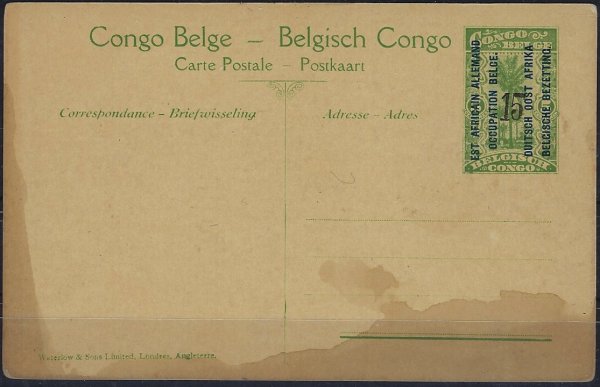 Congo Belge – Belgisch Congo
Carte Postale – Postkaart
Correspondance – Briefwisseling
Adresse – Adres
CONGO
BELGE
EST AFRICAIN ALLEMAND
OCCUPATION BELGE.
15
DUITSCH OOST AFRIKA
BELGISCHE BEZETTING.
BELGISCH
CONGO
Waterlow & Sons Limited, Londres, Angleterre.